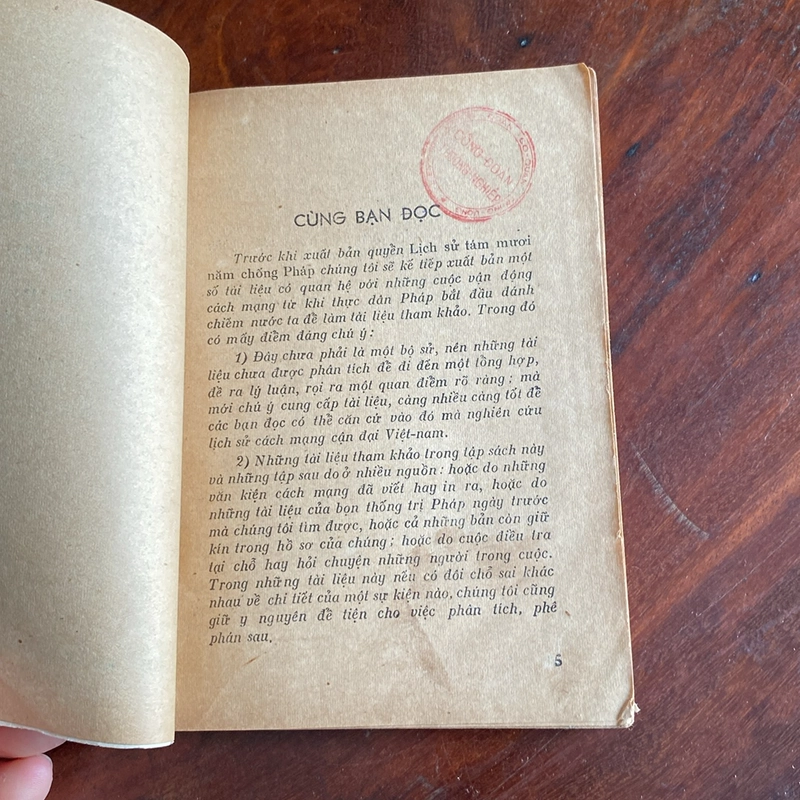 CÔNG-ĐOÀN
CÙNG BẠN ĐỌC
Trước khi xuất bản quyền Lịch sử tám mươi
năm chống Pháp chúng tôi sẽ kế tiếp xuất bản một
số tài liệu có quan hệ với những cuộc vận động
cách mạng từ khi thực dân Pháp bắt đầu đánh
chiếm nước ta để làm tài liệu tham khảo. Trong đó
có mấy điểm đáng chú ý :
1) Đây chưa phải là một bộ sử, nên những tài
liệu chưa được phân tích để đi đến một tổng hợp,
đề ra lý luận, rọi ra một quan điểm rõ ràng ; mà
mới chú ý cung cấp tài liệu, càng nhiều càng tốt để
các bạn đọc có thể căn cứ vào đó mà nghiên cứu
lịch sử cách mạng cận đại Việt-nam.
2) Những tài liệu tham khảo trong tập sách này
và những tập sau do ở nhiều nguồn : hoặc do những
văn kiện cách mạng đã viết hay in ra, hoặc do
những tài liệu của bọn thống trị Pháp ngày trước
mà chúng tôi tìm được, hoặc cả những bản còn giữ
kín trong hồ sơ của chúng ; hoặc do cuộc điều tra
tại chỗ hay hỏi chuyện những người trong cuộc.
Trong những tài liệu này nếu có đôi chỗ sai khác
nhau về chi tiết của một sự kiện nào, chúng tôi cũng
giữ y nguyên để tiện cho việc phân tích, phê
phán sau.
5